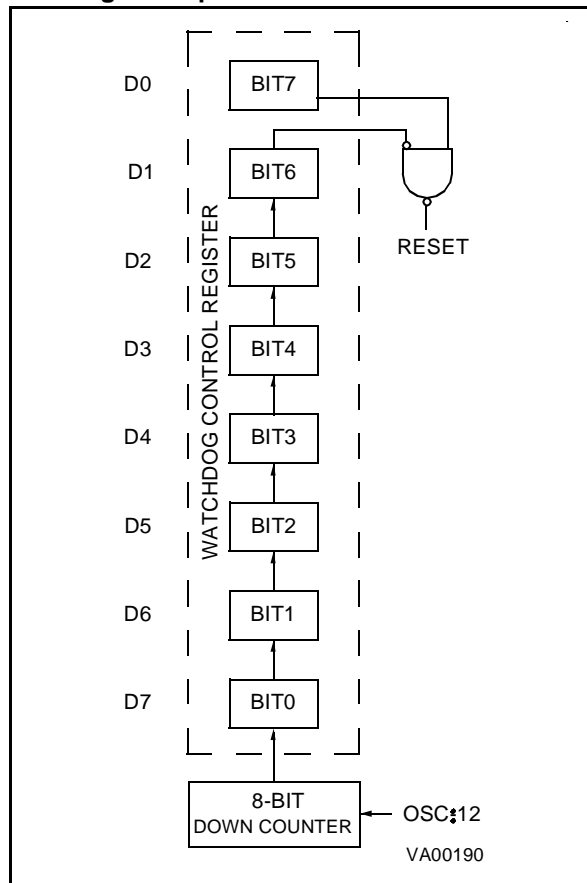 D0 BIT7
D1 BIT6
RESET
D2 BIT5
D3 BIT4
D4 BIT3
D5 BIT2
D6 BIT1
D7 BIT0
WATCHDOG CONTROL REGISTER
8-BIT
DOWN COUNTER
OSC÷12
VA00190